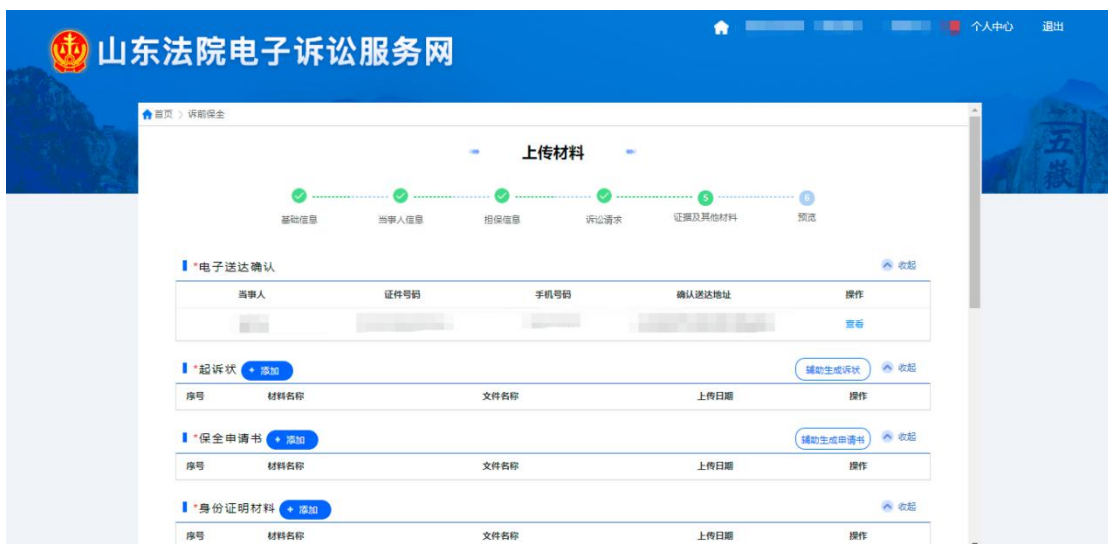 个人中心 退出
山东法院电子诉讼服务网
首页 > 诉前保全
五嶽
上传材料
5 6
基础信息 当事人信息 担保信息 诉讼请求 证据及其他材料 预览
*电子送达确认 收起
当事人 证件号码 手机号码 确认送达地址 操作
查看
*起诉状 + 添加 辅助生成诉状 收起
序号 材料名称 文件名称 上传日期 操作
*保全申请书 + 添加 辅助生成申请书 收起
序号 材料名称 文件名称 上传日期 操作
*身份证明材料 + 添加 收起
序号 材料名称 文件名称 上传日期 操作